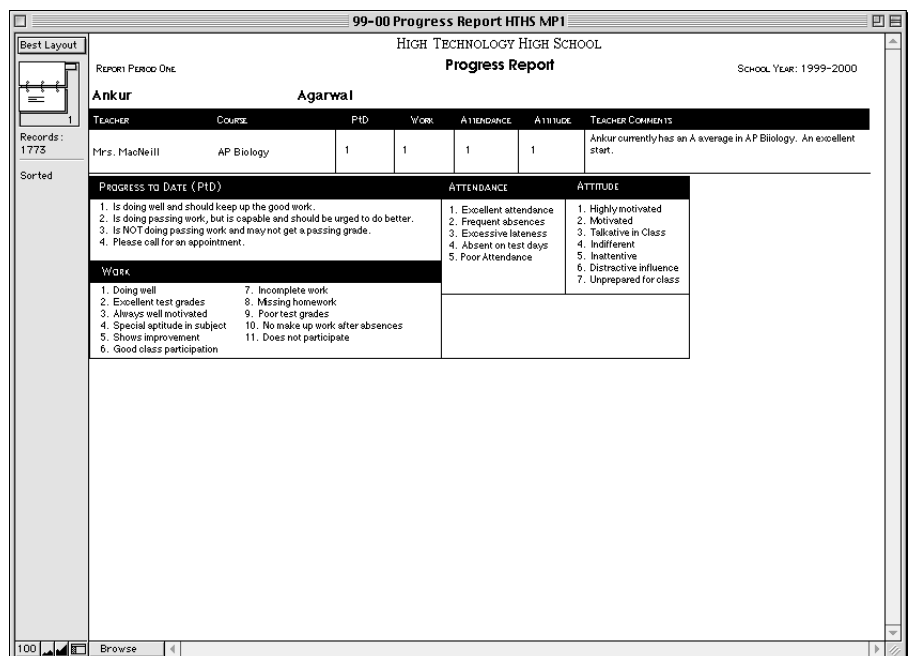 99-00 Progress Report HTHS MP1
Best Layout
HIGH TECHNOLOGY HIGH SCHOOL
REPORT PERIOD ONE
Progress Report
SCHOOL YEAR: 1999-2000
Ankur Agarwal
1
Records:
1773
Sorted
TEACHER COURSE PtD WORK ATTENDANCE ATTITUDE TEACHER COMMENTS
Mrs. MacNeill AP Biology 1 1 1 1 Ankur currently has an A average in AP Biiology. An excellent
start.
PROGRESS TO DATE (PtD)
1. Is doing well and should keep up the good work.
2. Is doing passing work, but is capable and should be urged to do better.
3. Is NOT doing passing work and may not get a passing grade.
4. Please call for an appointment.
WORK
1. Doing well
2. Excellent test grades
3. Always well motivated
4. Special aptitude in subject
5. Shows improvement
6. Good class participation
7. Incomplete work
8. Missing homework
9. Poor test grades
10. No make up work after absences
11. Does not participate
ATTENDANCE
1. Excellent attendance
2. Frequent absences
3. Excessive lateness
4. Absent on test days
5. Poor Attendance
ATTITUDE
1. Highly motivated
2. Motivated
3. Talkative in Class
4. Indifferent
5. Inattentive
6. Distractive influence
7. Unprepared for class
100 Browse